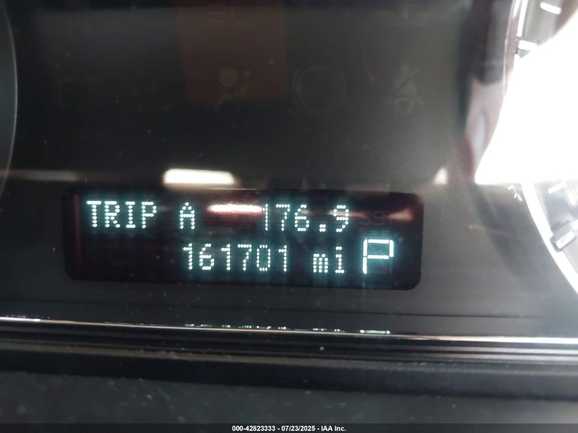 TRIP A 176.9
161701 mi P
000-42823333 - 07/23/2025 - IAA Inc.